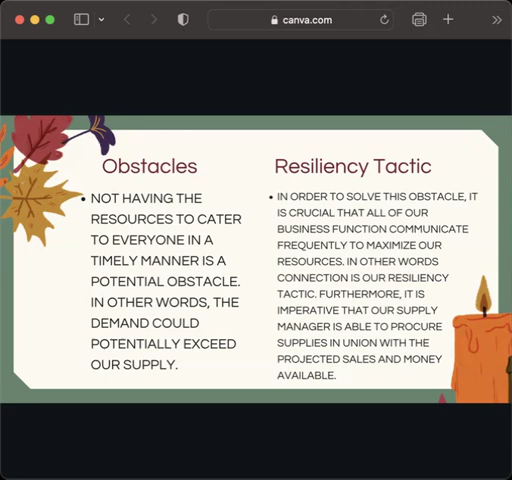 canva.com
Obstacles
NOT HAVING THE
RESOURCES TO CATER
TO EVERYONE IN A
TIMELY MANNER IS A
POTENTIAL OBSTACLE.
IN OTHER WORDS, THE
DEMAND COULD
POTENTIALLY EXCEED
OUR SUPPLY.
Resiliency Tactic
IN ORDER TO SOLVE THIS OBSTACLE, IT
IS CRUCIAL THAT ALL OF OUR
BUSINESS FUNCTION COMMUNICATE
FREQUENTLY TO MAXIMIZE OUR
RESOURCES. IN OTHER WORDS
CONNECTION IS OUR RESILIENCY
TACTIC. FURTHERMORE, IT IS
IMPERATIVE THAT OUR SUPPLY
MANAGER IS ABLE TO PROCURE
SUPPLIES IN UNION WITH THE
PROJECTED SALES AND MONEY
AVAILABLE.